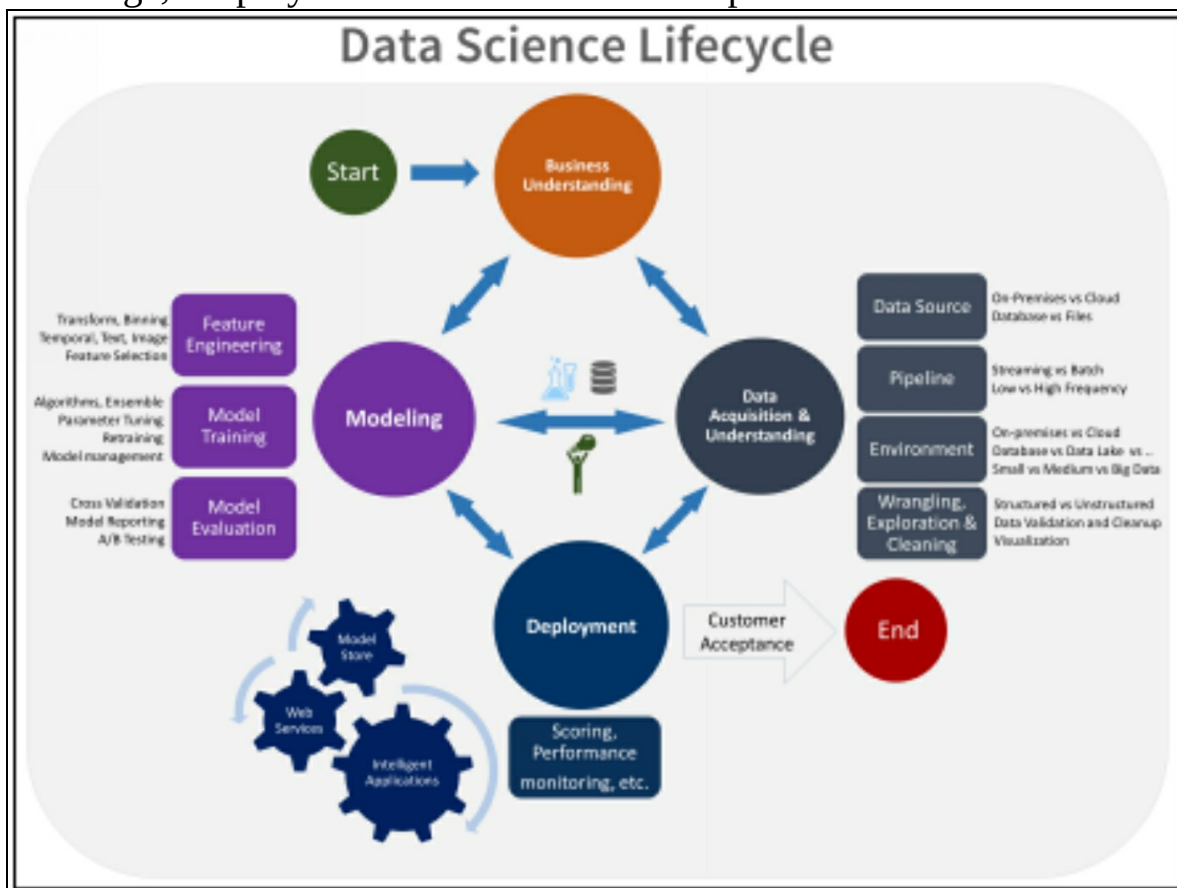 Data Science Lifecycle
Start
Business
Understanding
Transform, Binning
Temporal, Text, Image
Feature Selection
Feature
Engineering
Algorithms, Ensemble
Parameter Tuning
Retraining
Model management
Model
Training
Cross Validation
Model Reporting
A/B Testing
Model
Evaluation
Modeling
Data
Acquisition &
Understanding
Data Source
On-Premises vs Cloud
Database vs Files
Pipeline
Streaming vs Batch
Low vs High Frequency
Environment
On-premises vs Cloud
Database vs Data Lake vs ..
Small vs Medium vs Big Data
Wrangling,
Exploration &
Cleaning
Structured vs Unstructured
Data Validation and Cleanup
Visualization
Deployment
Customer
Acceptance
End
Model
Store
Web
Services
Intelligent
Applications
Scoring,
Performance
monitoring, etc.